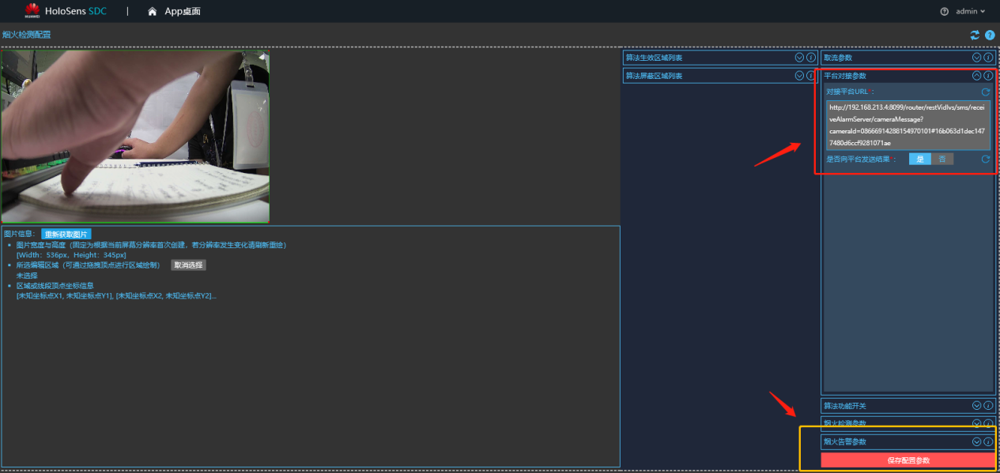 HUAWEI
HoloSens SDC | App桌面
admin
烟火检测配置
算法生效区域列表
算法屏蔽区域列表
取流参数
平台对接参数
对接平台URL*：
http://192.168.213.4:8099/router/restVidlvs/sms/recei
veAlarmServer/cameraMessage?
cameraId=08666914288154970101#16b063d1dec147
7480d6ccf9281071ae
是否向平台发送结果 ： 是 否
图片信息： 重新获取图片
• 图片宽度与高度（固定为根据当前屏幕分辨率首次创建，若分辨率发生变化请刷新重绘）
[Width：536px，Height：345px]
• 所选编辑区域（可通过拖拽顶点进行区域绘制） 取消选择
未选择
• 区域或线段顶点坐标信息
[未知坐标点X1, 未知坐标点Y1], [未知坐标点X2, 未知坐标点Y2]...
算法功能开关
烟火检测参数
烟火告警参数
保存配置参数